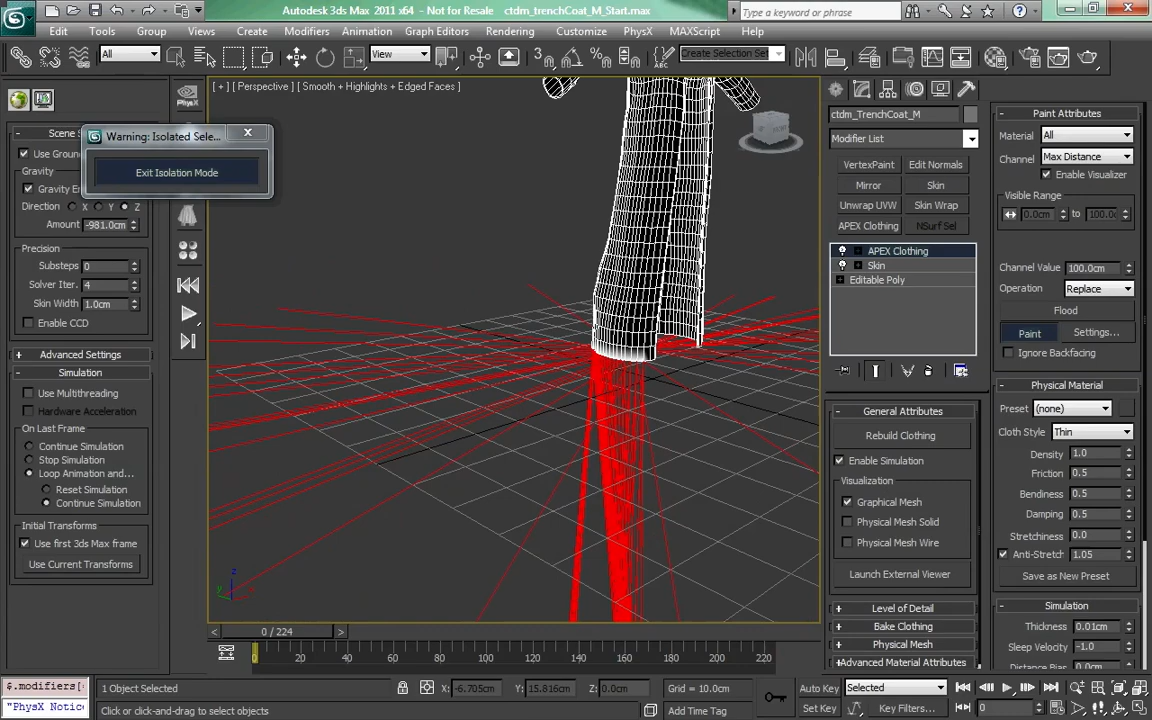 Autodesk 3ds Max 2011 x64 - Not for Resale ctdm_trenchCoat_M_Start.max
Type a keyword or phrase
Edit Tools Group Views Create Modifiers Animation Graph Editors Rendering Customize PhysX MAXScript Help
All
View
Create Selection Set
[ + ] [ Perspective ] [ Smooth + Highlights + Edged Faces ]
PhysX
Warning: Isolated Sele...
Exit Isolation Mode
Use Ground
Gravity
Direction X Y Z
Amount -981.0cm
Precision
Substeps 0
Solver Iter. 4
Skin Width 1.0cm
Enable CCD
Advanced Settings
Simulation
Use Multithreading
Hardware Acceleration
On Last Frame
Continue Simulation
Stop Simulation
Loop Animation and...
Reset Simulation
Continue Simulation
Initial Transforms
Use first 3ds Max frame
Use Current Transforms
z
y
ctdm_TrenchCoat_M
Modifier List
VertexPaint Edit Normals
Mirror Skin
Unwrap UVW Skin Wrap
APEX Clothing NSurf Sel
APEX Clothing
Skin
Editable Poly
General Attributes
Rebuild Clothing
Enable Simulation
Visualization
Graphical Mesh
Physical Mesh Solid
Physical Mesh Wire
Launch External Viewer
Level of Detail
Bake Clothing
Physical Mesh
Advanced Material Attributes
Paint Attributes
Material All
Channel Max Distance
Enable Visualizer
Visible Range
0.0cm to 100.0
Channel Value 100.0cm
Operation Replace
Flood
Paint Settings...
Ignore Backfacing
Physical Material
Preset (none)
Cloth Style Thin
Density 1.0
Friction 0.5
Bendiness 0.5
Damping 0.5
Stretchiness 0.0
Anti-Stretch 1.05
Save as New Preset
Simulation
Thickness 0.01cm
Sleep Velocity -1.0
0.0cm
< 0 / 224 >
20 40 60 80 100 120 140 160 180 200 220
$.modifiers[
"PhysX Notic
1 Object Selected
X: -6.705cm Y: 15.816cm Z: 0.0cm
Grid = 10.0cm
Click or click-and-drag to select objects
Add Time Tag
Auto Key Selected
Set Key Key Filters...
0